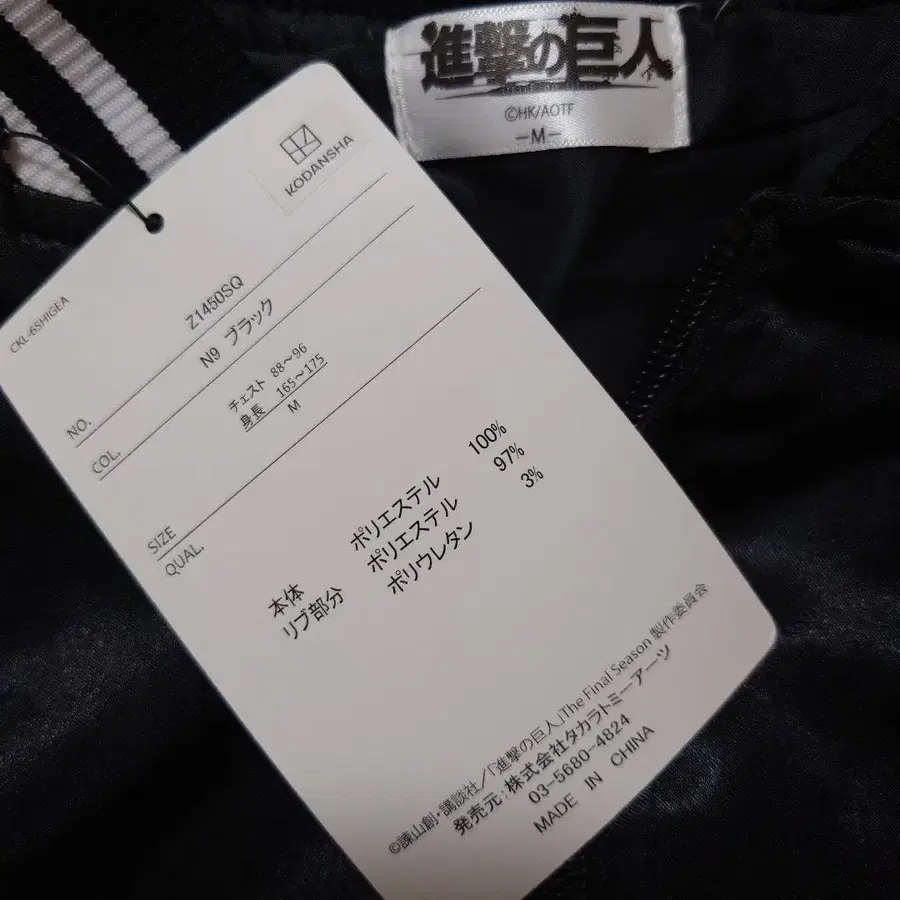 進撃の巨人
©HK/AOTF
-M-
KODANSHA
CKL-6SHIGEA
NO. Z1450SQ
COL. N9 ブラック
チェスト 88〜96
身長 165〜175
SIZE M
QUAL.
本体 ポリエステル 100%
リブ部分 ポリエステル 97%
ポリウレタン 3%
©諫山創・講談社/「進撃の巨人」The Final Season 製作委員会
発売元:株式会社タカラトミーアーツ
03-5680-4824
MADE IN CHINA